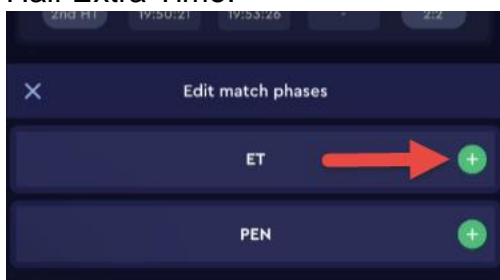 Half Extra Time.
2nd HT 19:50:21 19:53:26 - 2:2
Edit match phases
ET
PEN